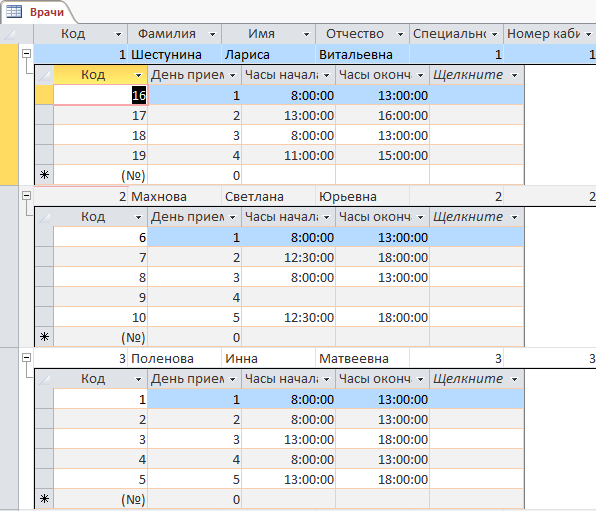 Врачи
Код Фамилия Имя Отчество Специально Номер каби
1 Шестунина Лариса Витальевна 1 1
Код День прием Часы начала Часы оконч Щелкните
16 1 8:00:00 13:00:00
17 2 13:00:00 16:00:00
18 3 8:00:00 13:00:00
19 4 11:00:00 15:00:00
(№) 0
2 Махнова Светлана Юрьевна 2 2
Код День прием Часы начала Часы оконч Щелкните
6 1 8:00:00 13:00:00
7 2 12:30:00 18:00:00
8 3 8:00:00 13:00:00
9 4
10 5 12:30:00 18:00:00
(№) 0
3 Поленова Инна Матвеевна 3 3
Код День прием Часы начала Часы оконч Щелкните
1 1 8:00:00 13:00:00
2 2 8:00:00 13:00:00
3 3 13:00:00 18:00:00
4 4 8:00:00 13:00:00
5 5 13:00:00 18:00:00
(№) 0